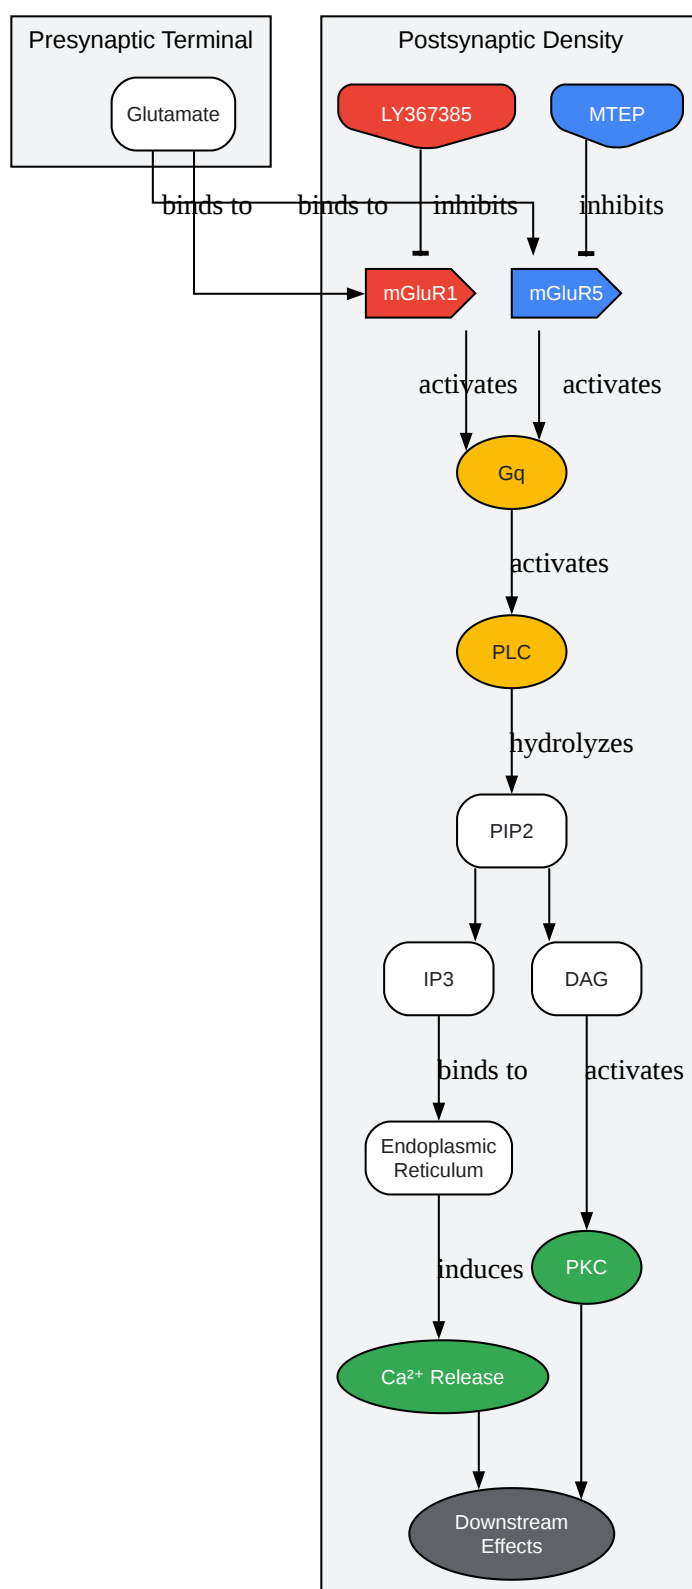 Presynaptic Terminal
Postsynaptic Density
Glutamate
LY367385
MTEP
binds to
binds to
inhibits
inhibits
mGluR1
mGluR5
activates
activates
Gq
activates
PLC
hydrolyzes
PIP2
IP3
DAG
binds to
activates
Endoplasmic
Reticulum
induces
PKC
Ca²⁺ Release
Downstream
Effects